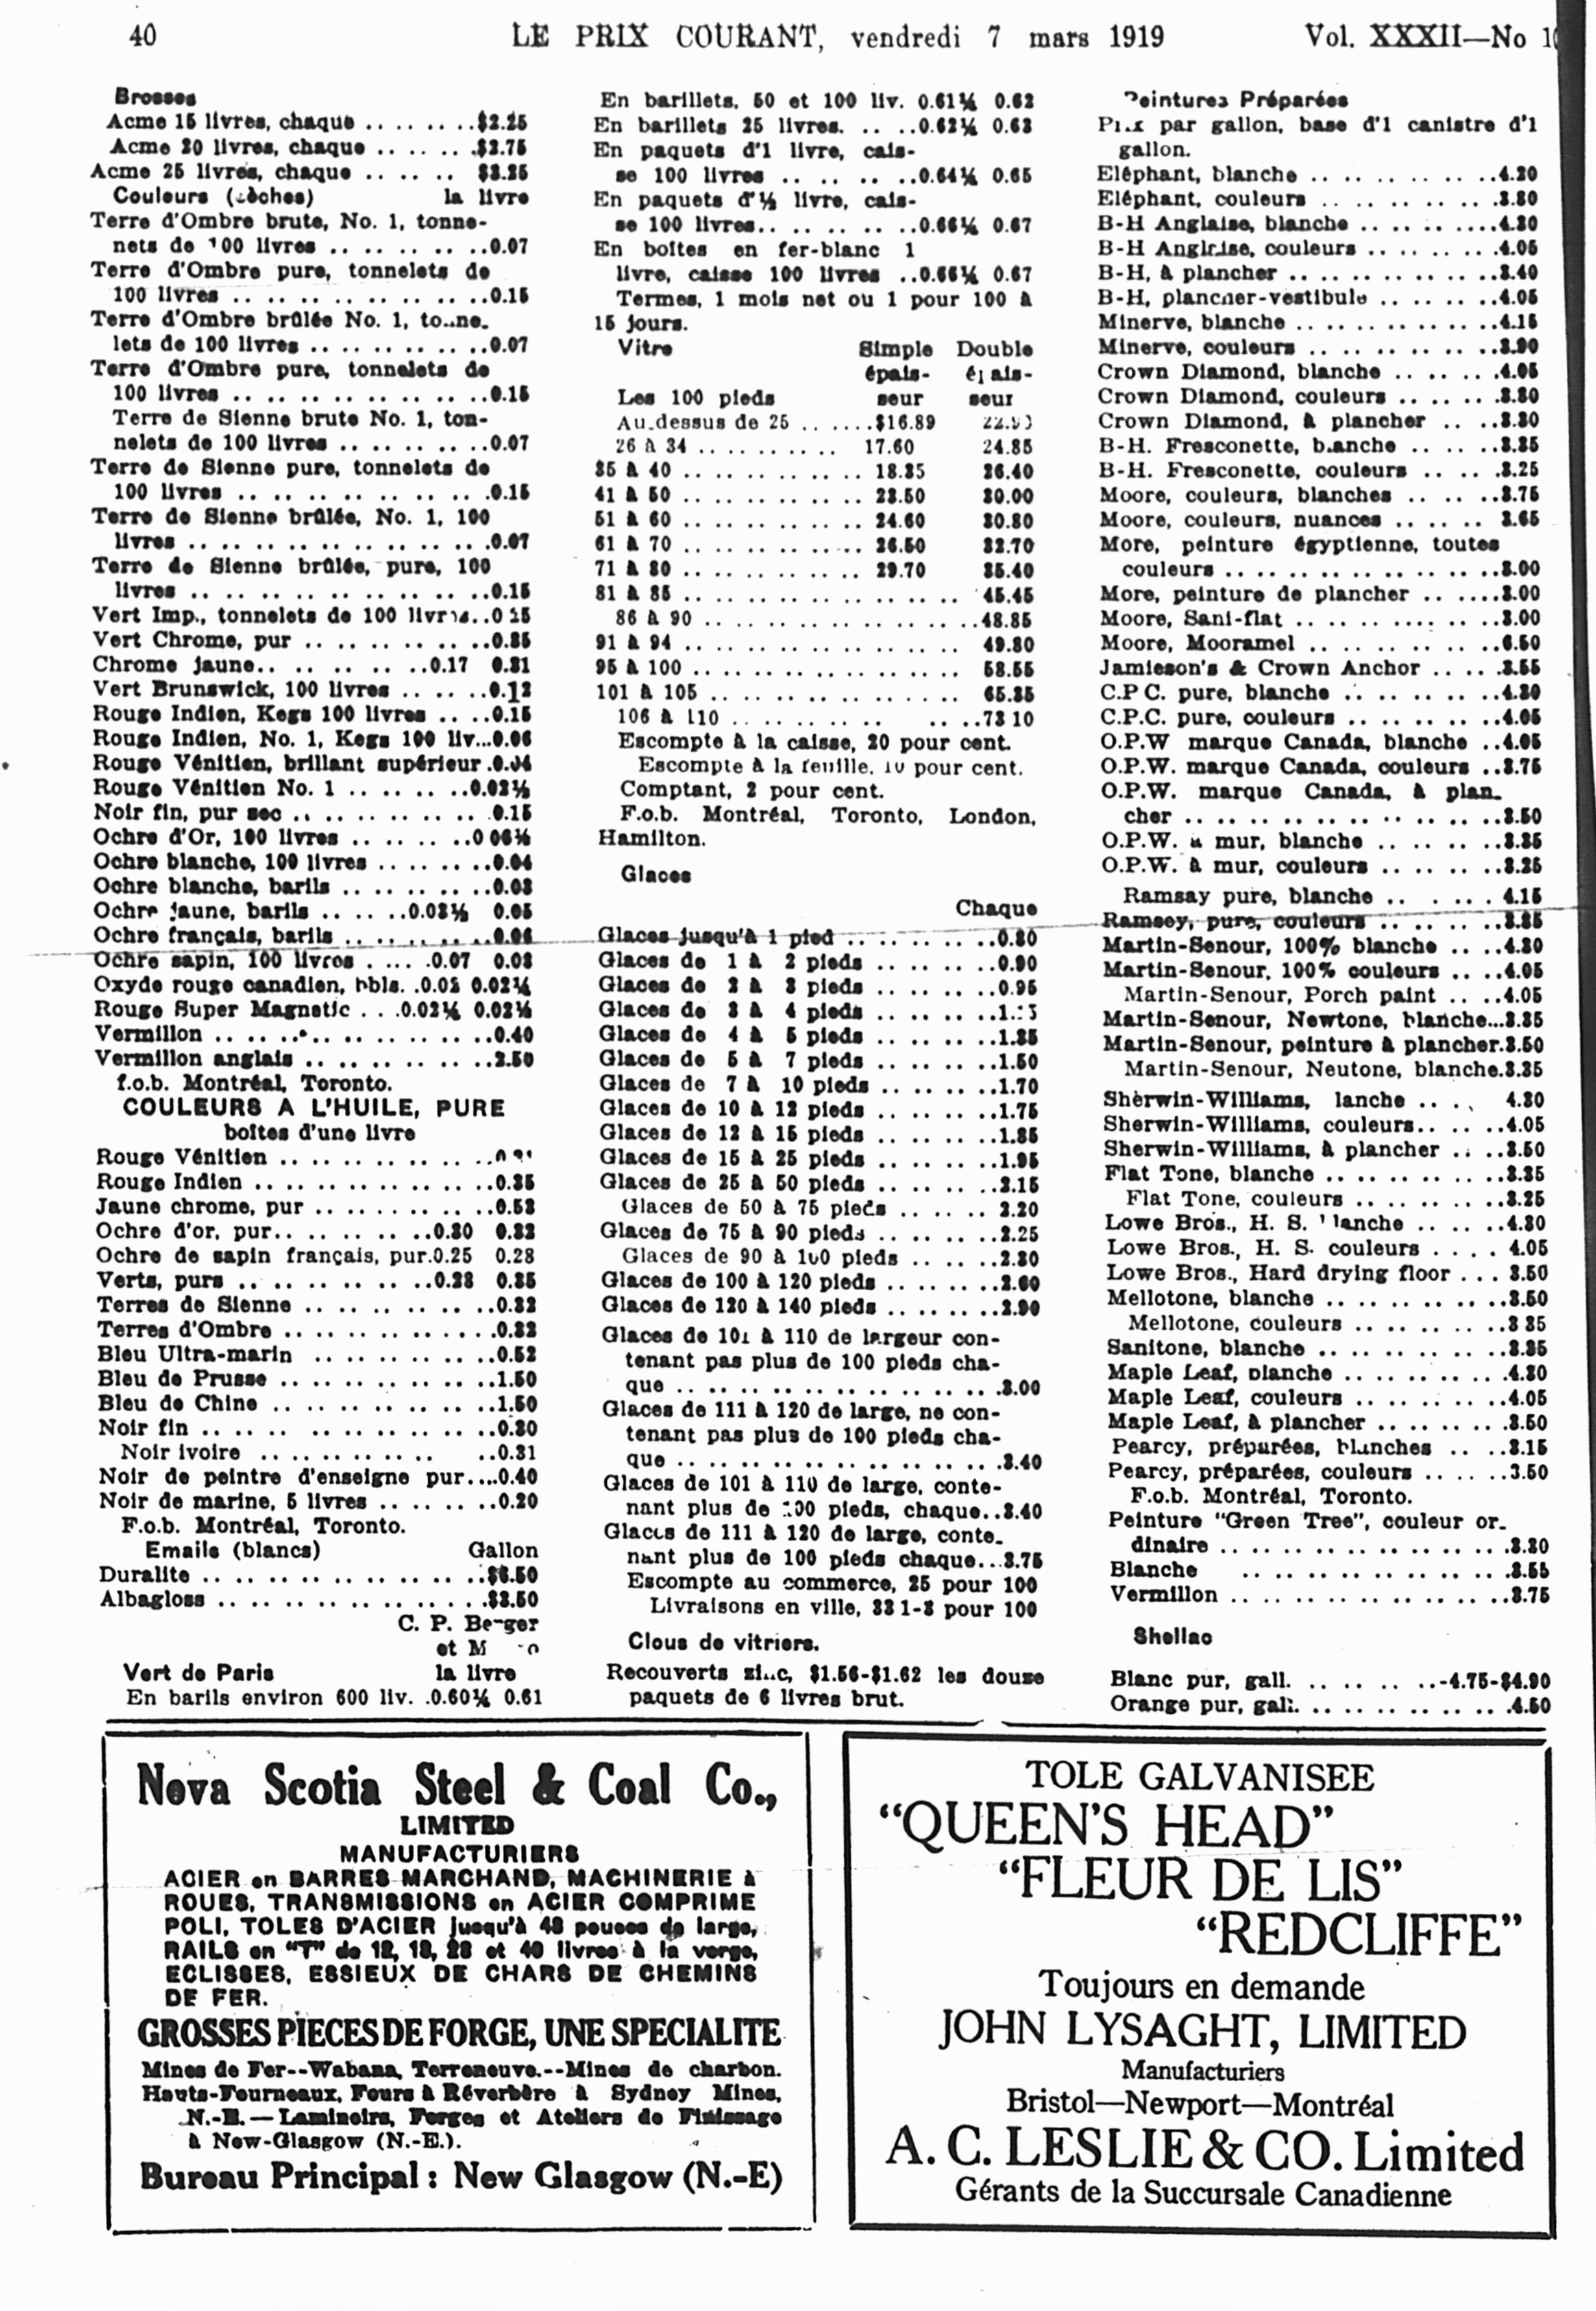 40 LE PRIX COURANT, vendredi 7 mars 1919 Vol. XXXII—No
Brosses
Acme 15 livres, chaque .. .. .. ..$2.25
Acme 20 livres, chaque .. .. .. .$2.75
Acme 25 livres, chaque .. .. .. $3.25
Couleurs (sèches) la livre
Terre d'Ombre brute, No. 1, tonne-
nets de 100 livres .. .. .. .. .. ..0.07
Terre d'Ombre pure, tonnelets de
100 livres .. .. .. .. .. .. .. .. ..0.15
Terre d'Ombre brûlée No. 1, tonne-
lets de 100 livres .. .. .. .. .. ..0.07
Terre d'Ombre pure, tonnelets de
100 livres .. .. .. .. .. .. .. .. ..0.15
Terre de Sienne brute No. 1, ton-
nelets de 100 livres .. .. .. .. ..0.07
Terre de Sienne pure, tonnelets de
100 livres .. .. .. .. .. .. .. .. .0.15
Terre de Sienne brûlée, No. 1, 100
livres .. .. .. .. .. .. .. .. .. .0.07
Terre de Sienne brûlée, pure, 100
livres .. .. .. .. .. .. .. .. .. ..0.15
Vert Imp., tonnelets de 100 livres..0 25
Vert Chrome, pur .. .. .. .. .. ..0.35
Chrome jaune.. .. .. .. ..0.17 0.31
Vert Brunswick, 100 livres .. .. ..0.12
Rouge Indien, Kegs 100 livres .. ..0.15
Rouge Indien, No. 1, Kegs 100 liv...0.06
Rouge Vénitien, brillant supérieur .0.04
Rouge Vénitien No. 1 .. .. .. ..0.02½
Noir fin, pur sec .. .. .. .. .. .. .0.15
Ochre d'Or, 100 livres .. .. .. ..0 06½
Ochre blanche, 100 livres .. .. .. ..0.04
Ochre blanche, barils .. .. .. .. ..0.03
Ochre jaune, barils .. .. ..0.03½ 0.05
Ochre français, barils .. .. .. .. ..0.06
Ochre sapin, 100 livres . .. .. .0.07 0.08
Oxyde rouge canadien, bbls. .0.02 0.02¼
Rouge Super Magnetic . . .0.02¼ 0.02½
Vermillon .. .. .. .. .. .. .. .. ..0.40
Vermillon anglais .. .. .. .. .. ..2.50
f.o.b. Montréal, Toronto.
COULEURS A L'HUILE, PURE
boîtes d'une livre
Rouge Vénitien .. .. .. .. .. .. ..
Rouge Indien .. .. .. .. .. .. .. ..0.35
Jaune chrome, pur .. .. .. .. .. ..0.53
Ochre d'or, pur.. .. .. .. ..0.30 0.32
Ochre de sapin français, pur.0.25 0.28
Verts, purs .. .. .. .. .. ..0.28 0.35
Terres de Sienne .. .. .. .. .. ..0.32
Terres d'Ombre .. .. .. .. .. .. ..0.32
Bleu Ultra-marin .. .. .. .. .. ..0.52
Bleu de Prusse .. .. .. .. .. .. ..1.50
Bleu de Chine .. .. .. .. .. .. ..1.50
Noir fin .. .. .. .. .. .. .. .. ..0.30
Noir ivoire .. .. .. .. .. ..0.31
Noir de peintre d'enseigne pur....0.40
Noir de marine, 5 livres .. .. .. ..0.20
F.o.b. Montréal, Toronto.
Emails (blancs) Gallon
Duralite .. .. .. .. .. .. .. .. ..$6.50
Albagloss .. .. .. .. .. .. .. .. .$3.50
C. P. Berger
et M
Vert de Paris la livre
En barils environ 600 liv. .0.60¼ 0.61
En barillets, 50 et 100 liv. 0.61¼ 0.62
En barillets 25 livres. .. ..0.62¼ 0.63
En paquets d'1 livre, cais-
se 100 livres .. .. .. .. ..0.64¼ 0.65
En paquets d'½ livre, cais-
se 100 livres.. .. .. .. ..0.66¼ 0.67
En boîtes en fer-blanc 1
livre, caisse 100 livres ..0.66¼ 0.67
Termes, 1 mois net ou 1 pour 100 à
15 jours.
Vitre Simple Double
épais- épais-
Les 100 pieds seur seur
Au.dessus de 25 .. .. ..$16.89
26 à 34 .. .. .. .. .. 17.60 24.85
35 à 40 .. .. .. .. .. .. .. 18.35 26.40
41 à 50 .. .. .. .. .. .. .. 23.50 30.00
51 à 60 .. .. .. .. .. .. .. 24.60 30.80
61 à 70 .. .. .. .. .. .. .. 26.50 32.70
71 à 80 .. .. .. .. .. .. .. 29.70 35.40
81 à 85 .. .. .. .. .. .. .. .. .. .. 45.45
86 à 90 .. .. .. .. .. .. .. .. .. ..48.85
91 à 94 .. .. .. .. .. .. .. .. .. .. 49.80
95 à 100 .. .. .. .. .. .. .. .. .. .. 58.55
101 à 105 .. .. .. .. .. .. .. .. .. 65.35
106 à 110 .. .. .. .. .. .. .. ..73 10
Escompte à la caisse, 20 pour cent.
Escompte à la feuille, 10 pour cent.
Comptant, 2 pour cent.
F.o.b. Montréal, Toronto, London,
Hamilton.
Glaces
Chaque
Glaces jusqu'à 1 pied .. .. .. .. ..0.80
Glaces de 1 à 2 pieds .. .. .. ..0.90
Glaces de 2 à 3 pieds .. .. .. ..0.95
Glaces de 3 à 4 pieds .. .. .. ..
Glaces de 4 à 5 pieds .. .. .. ..1.35
Glaces de 5 à 7 pieds .. .. .. ..1.50
Glaces de 7 à 10 pieds .. .. .. ..1.70
Glaces de 10 à 12 pieds .. .. .. ..1.75
Glaces de 12 à 15 pieds .. .. .. ..1.85
Glaces de 15 à 25 pieds .. .. .. ..1.95
Glaces de 25 à 50 pieds .. .. .. ..2.15
Glaces de 50 à 75 pieds .. .. .. 2.20
Glaces de 75 à 90 pieds .. .. .. ..2.25
Glaces de 90 à 100 pieds .. .. ..2.30
Glaces de 100 à 120 pieds .. .. .. ..2.60
Glaces de 120 à 140 pieds .. .. .. ..2.90
Glaces de 101 à 110 de largeur con-
tenant pas plus de 100 pieds cha-
que .. .. .. .. .. .. .. .. .. .. ..3.00
Glaces de 111 à 120 de large, ne con-
tenant pas plus de 100 pieds cha-
que .. .. .. .. .. .. .. .. .. .. ..3.40
Glaces de 101 à 110 de large, conte-
nant plus de 100 pieds, chaque..3.40
Glaces de 111 à 120 de large, conte-
nant plus de 100 pieds chaque...3.75
Escompte au commerce, 25 pour 100
Livraisons en ville, 33 1-3 pour 100
Clous de vitriers.
Recouverts zinc, $1.56-$1.62 les douze
paquets de 6 livres brut.
Peintures Préparées
Prix par gallon, base d'1 canistre d'1
gallon.
Eléphant, blanche .. .. .. .. .. ..4.20
Eléphant, couleurs .. .. .. .. .. .3.80
B-H Anglaise, blanche .. .. .. ....4.30
B-H Anglaise, couleurs .. .. .. .. ..4.05
B-H, à plancher .. .. .. .. .. .. ..3.40
B-H, plancher-vestibule .. .. .. ..4.05
Minerve, blanche .. .. .. .. .. .. ..4.15
Minerve, couleurs .. .. .. .. .. ..3.90
Crown Diamond, blanche .. .. .. ..4.05
Crown Diamond, couleurs .. .. .. .3.80
Crown Diamond, à plancher .. .. ..3.30
B-H. Fresconette, blanche .. .. .. ..3.35
B-H. Fresconette, couleurs .. .. .. .3.25
Moore, couleurs, blanches .. .. .. ..3.75
Moore, couleurs, nuances .. .. .. 3.65
More, peinture égyptienne, toutes
couleurs .. .. .. .. .. .. .. .. .. ..3.00
More, peinture de plancher .. .. ....3.00
Moore, Sani-flat .. .. .. .. .. .. ..3.00
Moore, Mooramel .. .. .. .. .. .. ..6.50
Jamieson's & Crown Anchor .. .. ..3.55
C.P C. pure, blanche .. .. .. .. ..4.30
C.P.C. pure, couleurs .. .. .. .. ..4.05
O.P.W marque Canada, blanche ..4.05
O.P.W. marque Canada, couleurs ..3.75
O.P.W. marque Canada, à plan-
cher .. .. .. .. .. .. .. .. .. .. .. ..3.50
O.P.W. à mur, blanche .. .. .. ..3.35
O.P.W. à mur, couleurs .. .. .. ..3.25
Ramsay pure, blanche .. . ... . 4.15
Ramsey, pure, couleurs .. .. .. ..3.85
Martin-Senour, 100% blanche .. ..4.30
Martin-Senour, 100% couleurs .. ..4.05
Martin-Senour, Porch paint .. ..4.05
Martin-Senour, Newtone, blanche...3.35
Martin-Senour, peinture à plancher.3.50
Martin-Senour, Neutone, blanche.3.35
Sherwin-Williams, lanche .. .. 4.30
Sherwin-Williams, couleurs.. .. ..4.05
Sherwin-Williams, à plancher .. ..3.50
Flat Tone, blanche .. .. .. .. .. ..3.35
Flat Tone, couleurs .. .. .. .. ..3.25
Lowe Bros., H. S. blanche .. .. ..4.30
Lowe Bros., H. S. couleurs . . . . 4.05
Lowe Bros., Hard drying floor . . . 3.50
Mellotone, blanche .. .. .. .. .. ..3.50
Mellotone, couleurs .. .. .. .. ..3 35
Sanitone, blanche .. .. .. .. .. ..3.35
Maple Leaf, blanche .. .. .. .. .. ..4.30
Maple Leaf, couleurs .. .. .. .. ..4.05
Maple Leaf, à plancher .. .. .. .. .3.50
Pearcy, préparées, blanches .. .. ..3.15
Pearcy, préparées, couleurs .. .. ..3.50
F.o.b. Montréal, Toronto.
Peinture "Green Tree", couleur or-
dinaire .. .. .. .. .. .. .. .. .. ..3.30
Blanche .. .. .. .. .. .. .. .. .. .3.55
Vermillon .. .. .. .. .. .. .. .. ..3.75
Shellac
Blanc pur, gall. .. .. .. ..-4.75-$4.90
Orange pur, gall. .. .. .. .. .. .. .4.50
Nova Scotia Steel & Coal Co.,
LIMITED
MANUFACTURIERS
ACIER en BARRES MARCHAND, MACHINERIE à
ROUES, TRANSMISSIONS en ACIER COMPRIME
POLI, TOLES D'ACIER jusqu'à 48 pouces de large,
RAILS en "T" de 12, 18, 28 et 40 livres à la verge,
ECLISSES, ESSIEUX DE CHARS DE CHEMINS
DE FER.
GROSSES PIECES DE FORGE, UNE SPECIALITE
Mines de Fer--Wabana, Terreneuve.--Mines de charbon.
Hauts-Fourneaux, Fours à Réverbère à Sydney Mines,
N.-E.—Laminoirs, Forges et Ateliers de Finissage
à New-Glasgow (N.-E.).
Bureau Principal : New Glasgow (N.-E)
TOLE GALVANISEE
"QUEEN'S HEAD"
"FLEUR DE LIS"
"REDCLIFFE"
Toujours en demande
JOHN LYSAGHT, LIMITED
Manufacturiers
Bristol—Newport—Montréal
A. C. LESLIE & CO. Limited
Gérants de la Succursale Canadienne